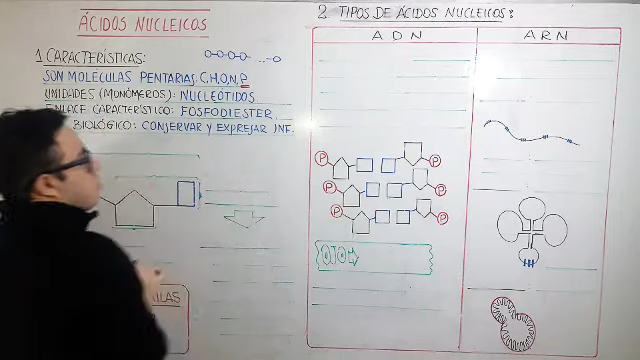 ÁCIDOS NUCLEICOS
1. CARACTERÍSTICAS:
SON MOLÉCULAS PENTARIAS: C,H,O,N,P
UNIDADES (MONÓMEROS): NUCLEÓTIDOS
ENLACE CARACTERÍSTICO: FOSFODIESTER
BIOLÓGICO: CONSERVAR Y EXPRESAR INF.
2. TIPOS DE ÁCIDOS NUCLEICOS:
A D N
A R N
P P
P P
P P